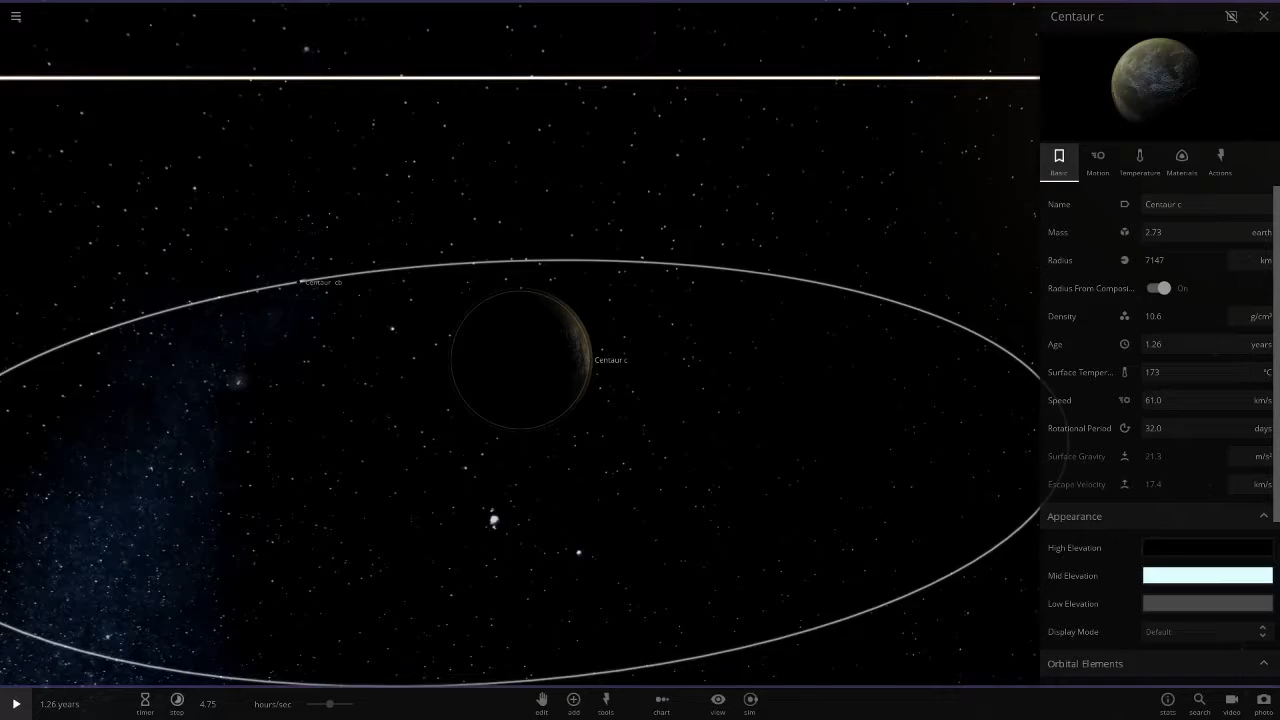 Centaur c
Basic
Motion
Temperature
Materials
Actions
Name Centaur c
Mass 2.73 earth
Radius 7147 km
Radius From Composi... On
Density 10.6 g/cm³
Age 1.26 years
Surface Temper... 173 °C
Speed 61.0 km/s
Rotational Period 32.0 days
Surface Gravity 21.3 m/s²
Escape Velocity 17.4 km/s
Appearance
High Elevation
Mid Elevation
Low Elevation
Display Mode Default
Orbital Elements
Centaur cb
Centaur c
1.26 years
timer
step
4.75 hours/sec
edit
add
tools
chart
view
sim
stats
search
video
photo